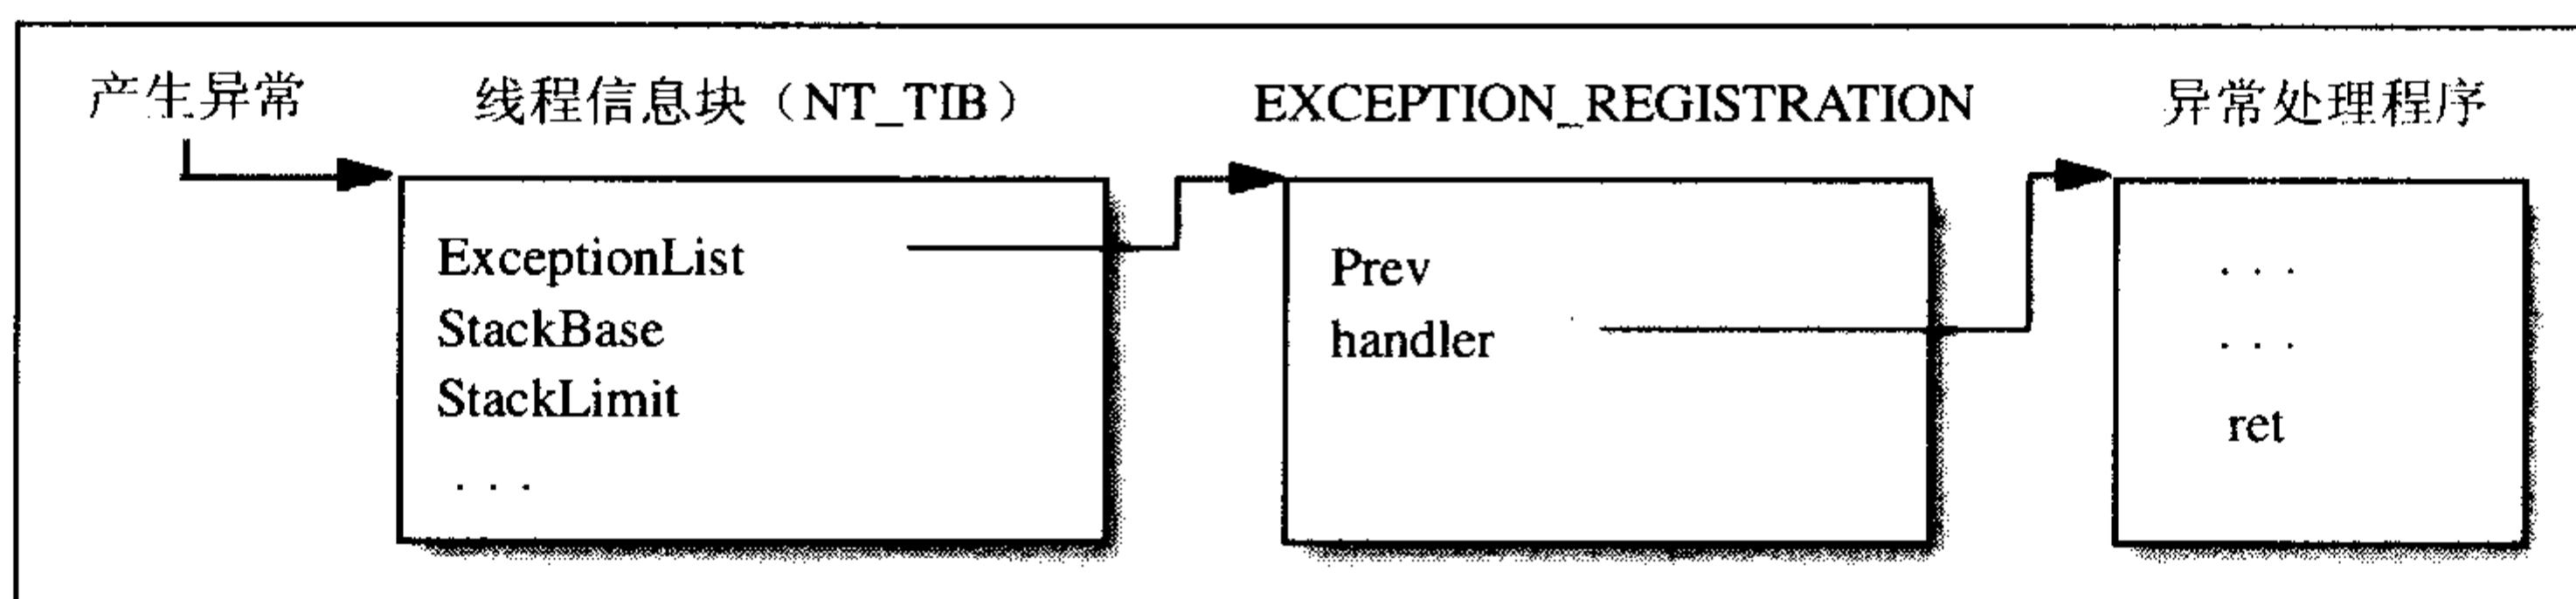 产生异常
线程信息块（NT_TIB）
EXCEPTION_REGISTRATION
异常处理程序
ExceptionList
StackBase
StackLimit
. . .
Prev
handler
. . .
. . .
ret